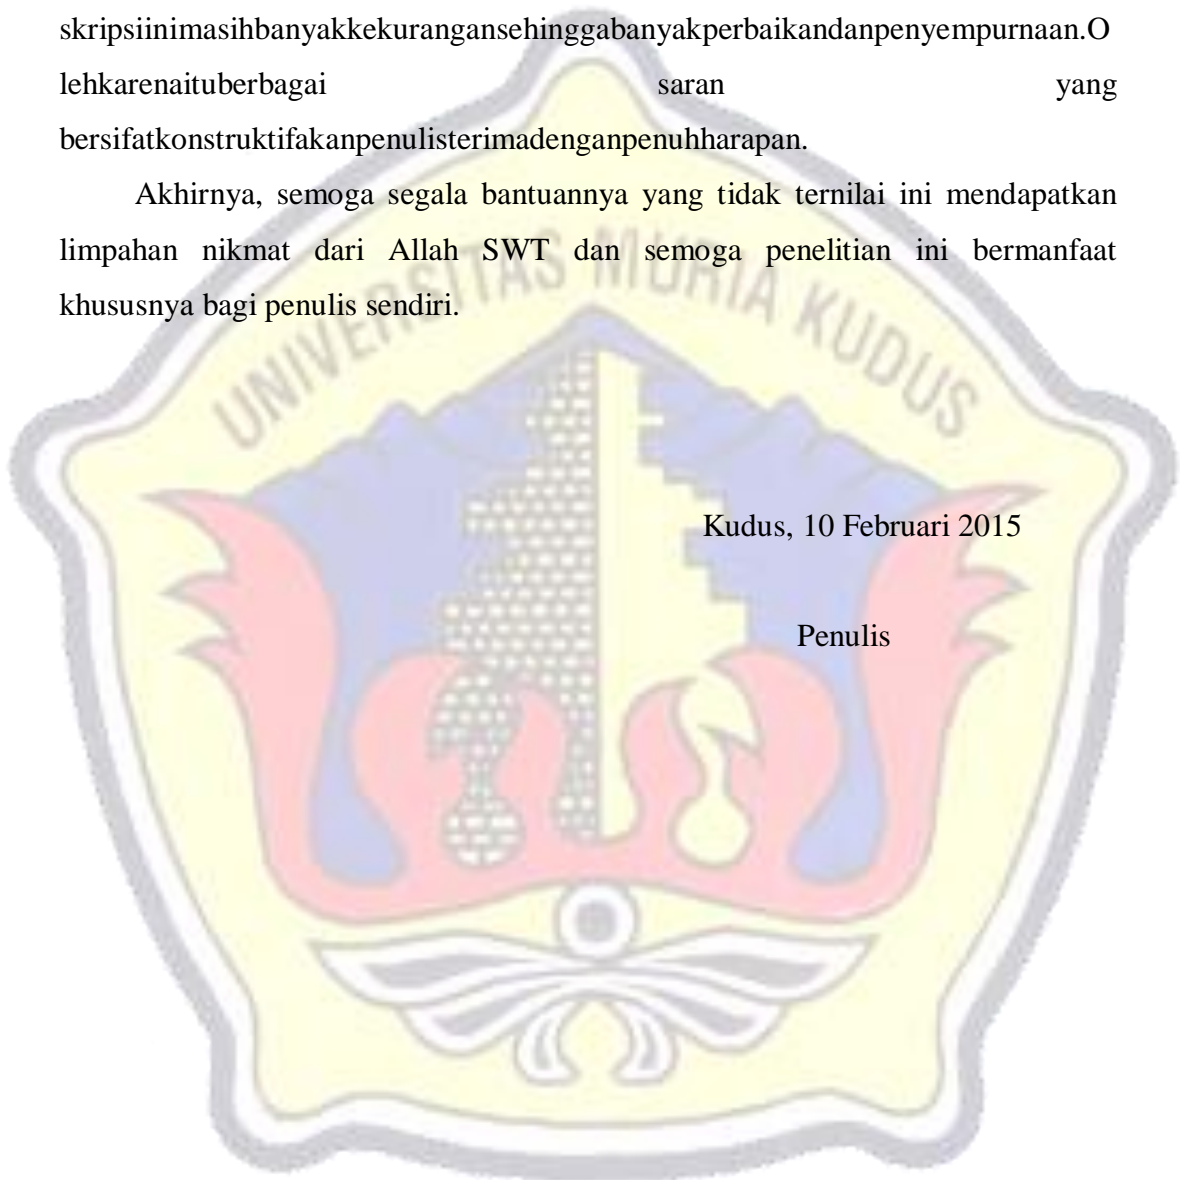 skripsiinimasihbanyakkekurangansehinggabanyakperbaikandanpenyempurnaan.O
lehkarenaituberbagai saran yang
bersifatkonstruktifakanpenulisterimadenganpenuhharapan.
Akhirnya, semoga segala bantuannya yang tidak ternilai ini mendapatkan
limpahan nikmat dari Allah SWT dan semoga penelitian ini bermanfaat
khususnya bagi penulis sendiri.
UNIVERSITAS MURIA KUDUS
Kudus, 10 Februari 2015
Penulis